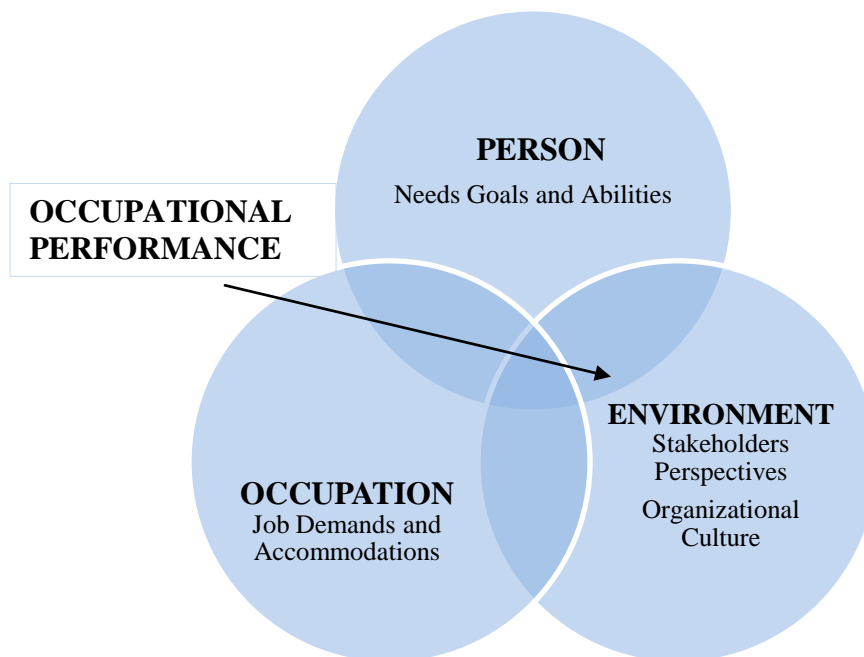 PERSON
Needs Goals and Abilities
OCCUPATIONAL
PERFORMANCE
ENVIRONMENT
Stakeholders
Perspectives
Organizational
Culture
OCCUPATION
Job Demands and
Accommodations